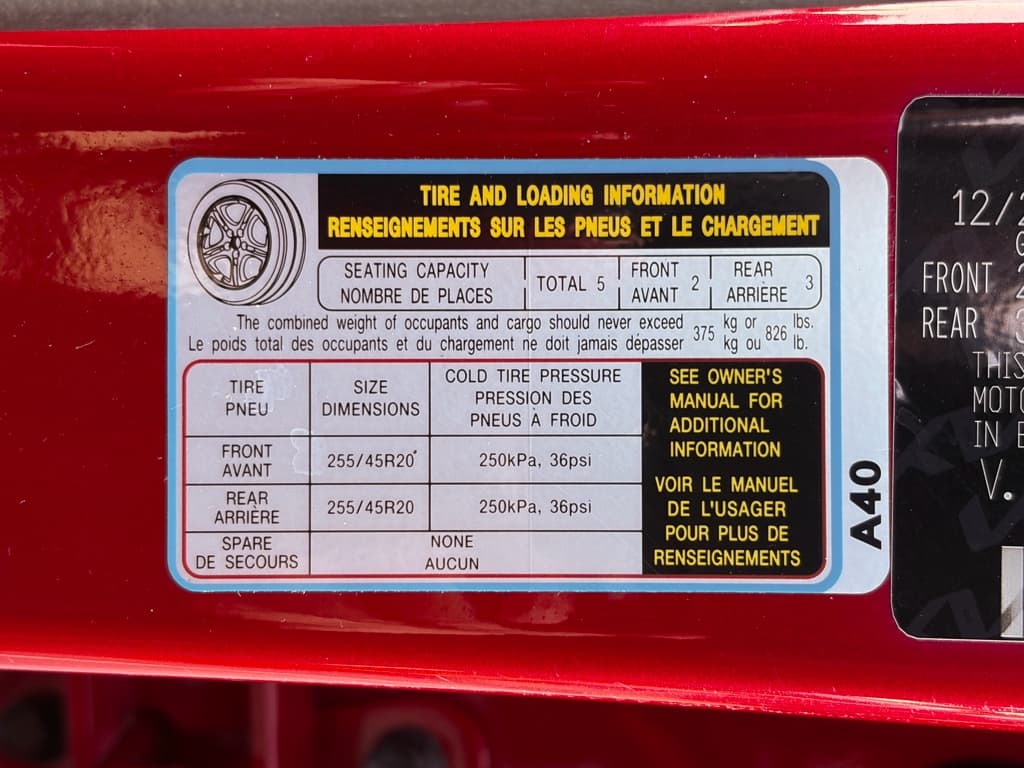 TIRE AND LOADING INFORMATION
RENSEIGNEMENTS SUR LES PNEUS ET LE CHARGEMENT
SEATING CAPACITY
NOMBRE DE PLACES
TOTAL 5
FRONT
AVANT
2
REAR
ARRIÈRE
3
The combined weight of occupants and cargo should never exceed 375 kg or 826 lbs.
Le poids total des occupants et du chargement ne doit jamais dépasser kg ou lb.
TIRE
PNEU
SIZE
DIMENSIONS
COLD TIRE PRESSURE
PRESSION DES
PNEUS À FROID
FRONT
AVANT
255/45R20
250kPa, 36psi
REAR
ARRIÈRE
255/45R20
250kPa, 36psi
SPARE
DE SECOURS
NONE
AUCUN
SEE OWNER'S
MANUAL FOR
ADDITIONAL
INFORMATION
VOIR LE MANUEL
DE L'USAGER
POUR PLUS DE
RENSEIGNEMENTS
A40
12/
FRONT
REAR
THIS
MOTO
IN
V.